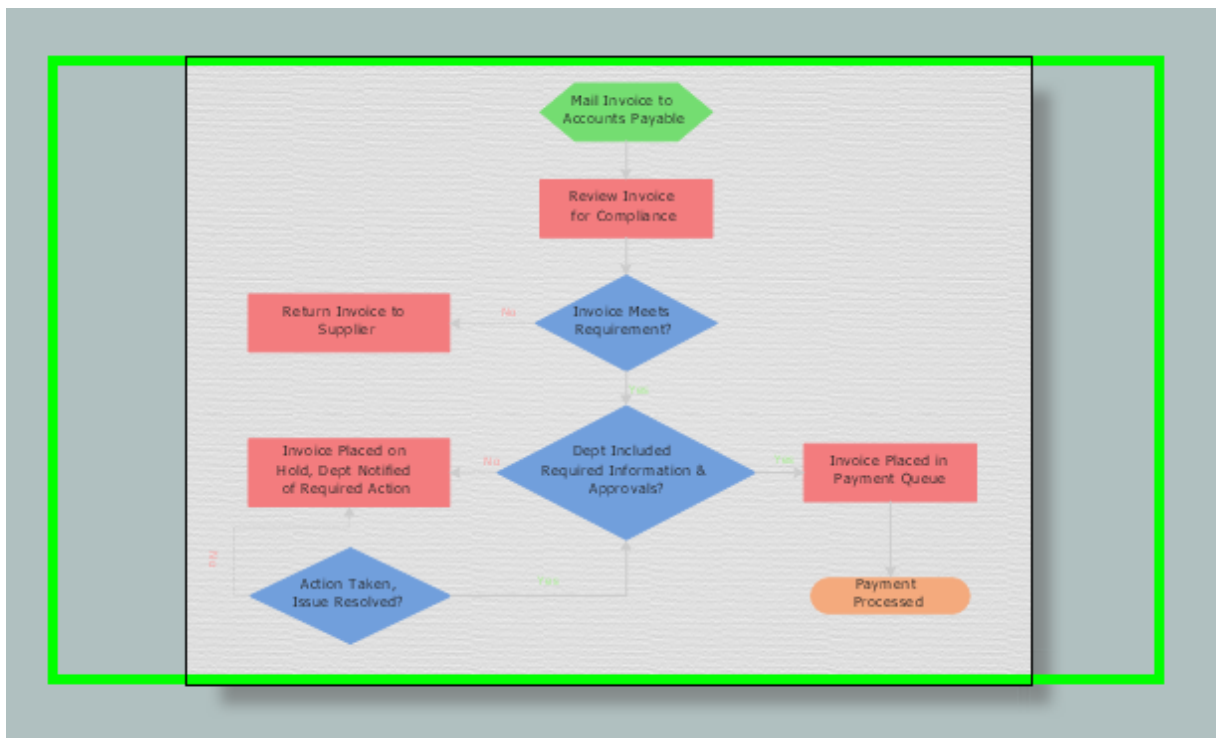 Mail Invoice to
Accounts Payable
Review Invoice
for Compliance
Invoice Meets
Requirement?
No
Return Invoice to
Supplier
Yes
Dept Included
Required Information &
Approvals?
No
Invoice Placed on
Hold, Dept Notified
of Required Action
Yes
Invoice Placed in
Payment Queue
No
Action Taken,
Issue Resolved?
Yes
Payment
Processed